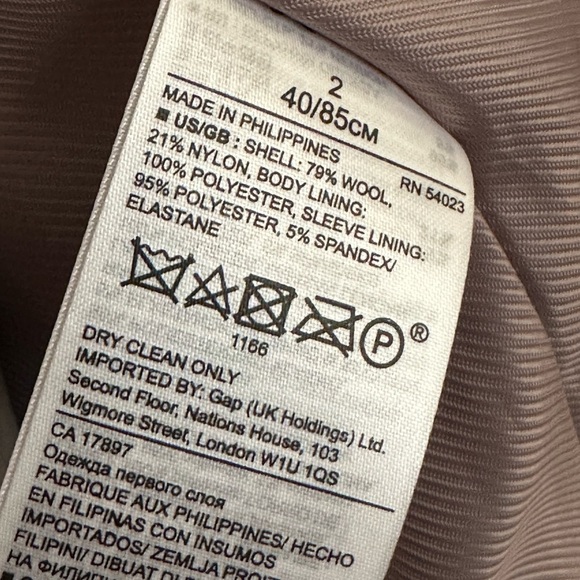 2
40/85CM
MADE IN PHILIPPINES RN 54023
US/GB : SHELL: 79% WOOL,
21% NYLON, BODY LINING:
100% POLYESTER, SLEEVE LINING:
95% POLYESTER, 5% SPANDEX/
ELASTANE
P ®
1166
DRY CLEAN ONLY
IMPORTED BY: Gap (UK Holdings) Ltd.
Second Floor, Nations House, 103
Wigmore Street, London W1U 1QS
CA 17897
Одежда первого слоя
FABRIQUE AUX PHILIPPINES/ HECHO
EN FILIPINAS CON INSUMOS
IMPORTADOS/ ZEMLJA
FILIPINI/ DIBUAT DI
НА